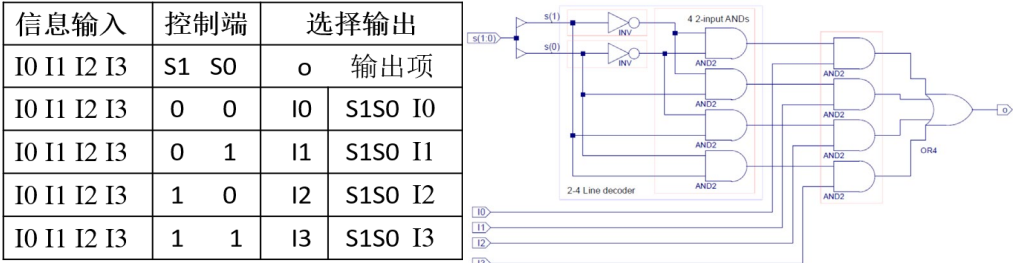 信息输入 控制端 选择输出
I0 I1 I2 I3 S1 S0 o 输出项
I0 I1 I2 I3 0 0 I0 S1S0 I0
I0 I1 I2 I3 0 1 I1 S1S0 I1
I0 I1 I2 I3 1 0 I2 S1S0 I2
I0 I1 I2 I3 1 1 I3 S1S0 I3
s(1)
s(1:0)
s(0)
INV
INV
4 2-input ANDs
AND2
AND2
AND2
AND2
2-4 Line decoder
AND2
AND2
AND2
AND2
OR4
o
I0
I1
I2
I3